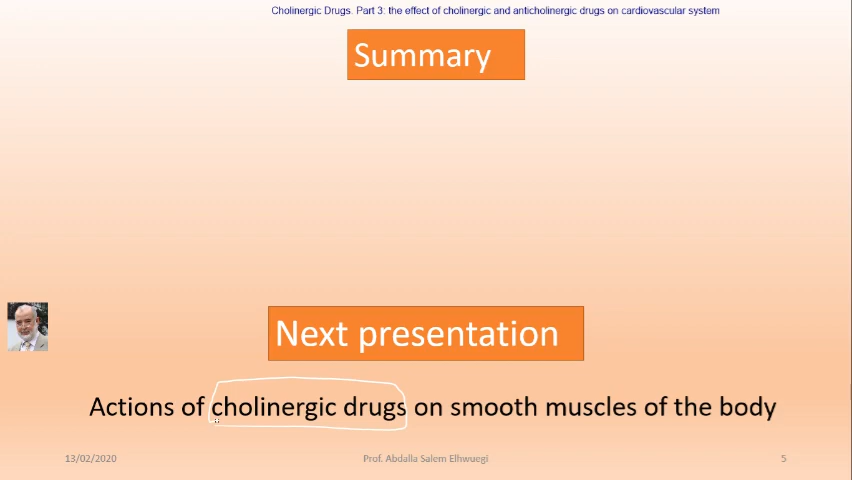 Cholinergic Drugs. Part 3: the effect of cholinergic and anticholinergic drugs on cardiovascular system
Summary
Next presentation
Actions of cholinergic drugs on smooth muscles of the body
13/02/2020
Prof. Abdalla Salem Elhwuegi
5